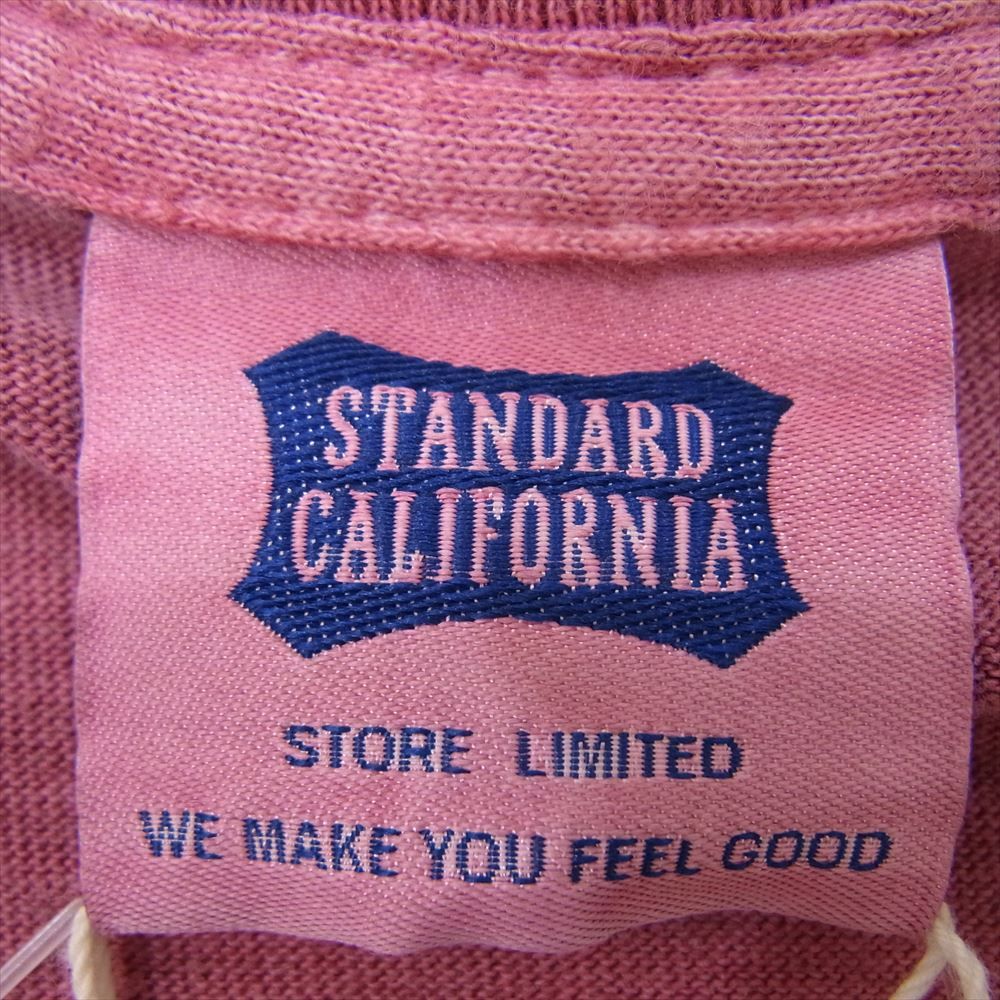 STANDARD
CALIFORNIA
STORE LIMITED
WE MAKE YOU FEEL GOOD